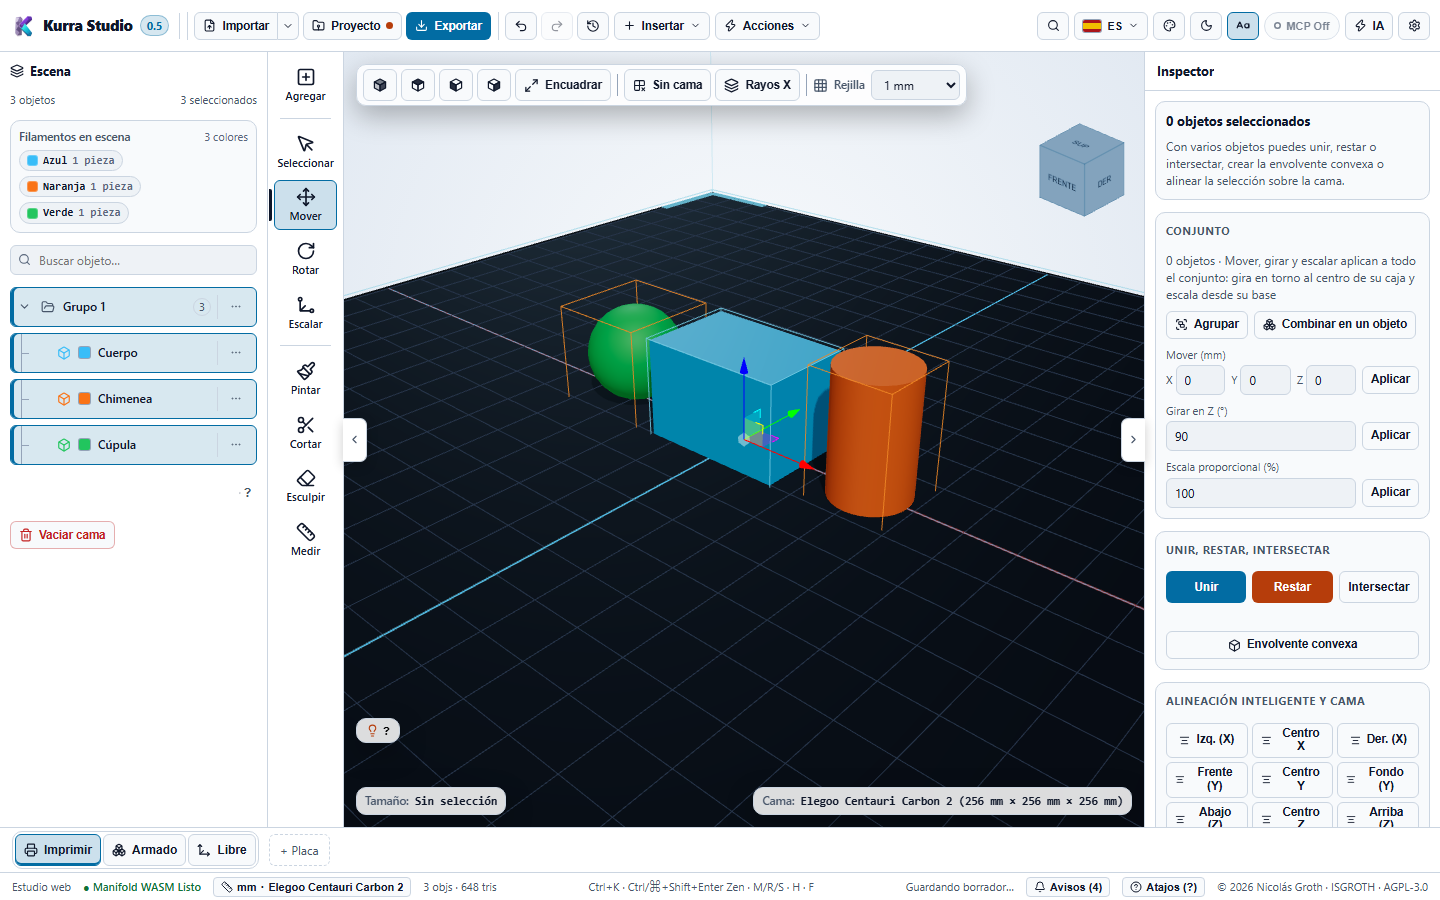 Kurra Studio 0.5
Importar
Proyecto
Exportar
Insertar
Acciones
ES
MCP Off
IA
Escena
3 objetos 3 seleccionados
Filamentos en escena 3 colores
Azul 1 pieza
Naranja 1 pieza
Verde 1 pieza
Buscar objeto...
Grupo 1 3
Cuerpo
Chimenea
Cúpula
?
Vaciar cama
Agregar
Seleccionar
Mover
Rotar
Escalar
Pintar
Cortar
Esculpir
Medir
Encuadrar
Sin cama
Rayos X
Rejilla
1 mm
SUP
FRENTE
DER
?
Tamaño: Sin selección
Cama: Elegoo Centauri Carbon 2 (256 mm × 256 mm × 256 mm)
Inspector
0 objetos seleccionados
Con varios objetos puedes unir, restar o
intersectar, crear la envolvente convexa o
alinear la selección sobre la cama.
CONJUNTO
0 objetos · Mover, girar y escalar aplican a todo
el conjunto: gira en torno al centro de su caja y
escala desde su base
Agrupar
Combinar en un objeto
Mover (mm)
X 0 Y 0 Z 0 Aplicar
Girar en Z (°)
90 Aplicar
Escala proporcional (%)
100 Aplicar
UNIR, RESTAR, INTERSECTAR
Unir Restar Intersectar
Envolvente convexa
ALINEACIÓN INTELIGENTE Y CAMA
Izq. (X)
Centro X
Der. (X)
Frente (Y)
Centro Y
Fondo (Y)
Abajo (Z)
Centro Z
Arriba (Z)
Imprimir
Armado
Libre
+ Placa
Estudio web
Manifold WASM Listo
mm · Elegoo Centauri Carbon 2
3 objs · 648 tris
Ctrl+K · Ctrl/⌘+Shift+Enter Zen · M/R/S · H · F
Guardando borrador...
Avisos (4)
Atajos (?)
© 2026 Nicolás Groth · ISGROTH · AGPL-3.0